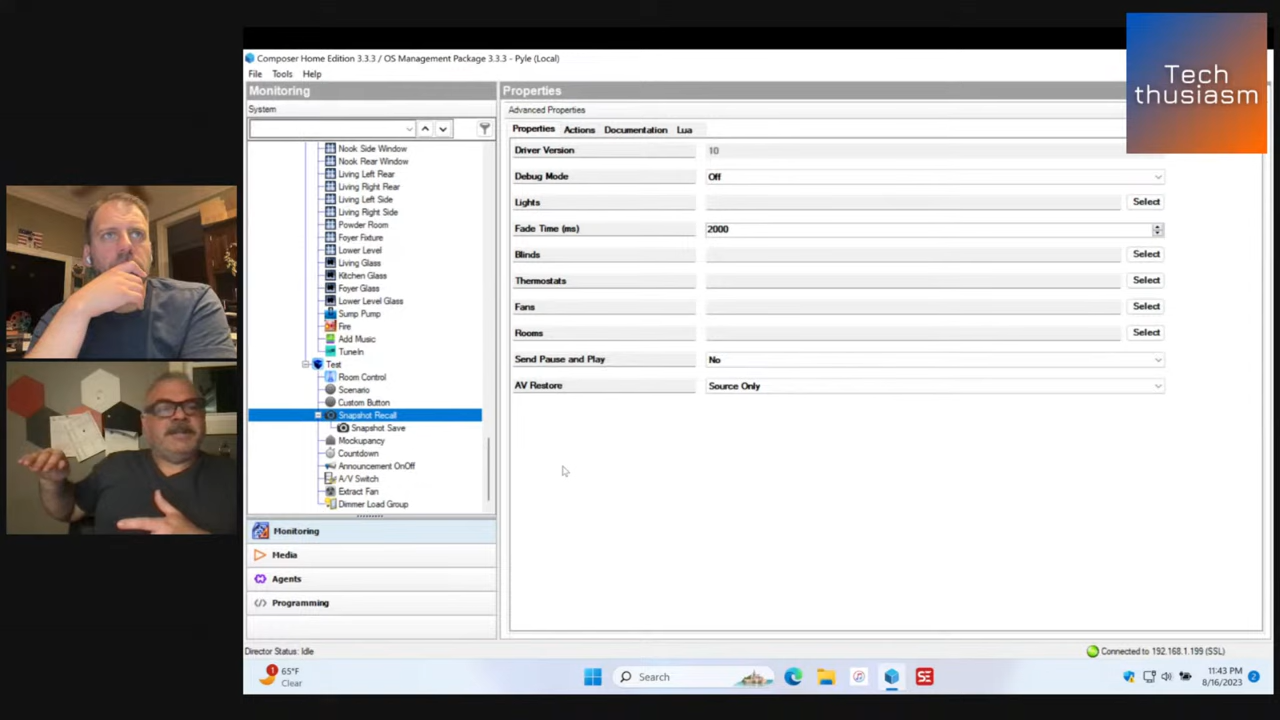 Tech
thusiasm
Composer Home Edition 3.3.3 / OS Management Package 3.3.3 - Pyle (Local)
File Tools Help
Monitoring
System
Nook Side Window
Nook Rear Window
Living Left Rear
Living Right Rear
Living Left Side
Living Right Side
Powder Room
Foyer Fixture
Lower Level
Living Glass
Kitchen Glass
Foyer Glass
Lower Level Glass
Sump Pump
Fire
Add Music
TuneIn
Test
Room Control
Scenario
Custom Button
Snapshot Recall
Snapshot Save
Mockupancy
Countdown
Announcement OnOff
A/V Switch
Extract Fan
Dimmer Load Group
Monitoring
Media
Agents
Programming
Properties
Advanced Properties
Properties Actions Documentation Lua
Driver Version 10
Debug Mode Off
Lights Select
Fade Time (ms) 2000
Blinds Select
Thermostats Select
Fans Select
Rooms Select
Send Pause and Play No
AV Restore Source Only
Director Status: Idle
Connected to 192.168.1.199 (SSL)
1
65°F
Clear
Search
SE
11:43 PM
8/16/2023
2